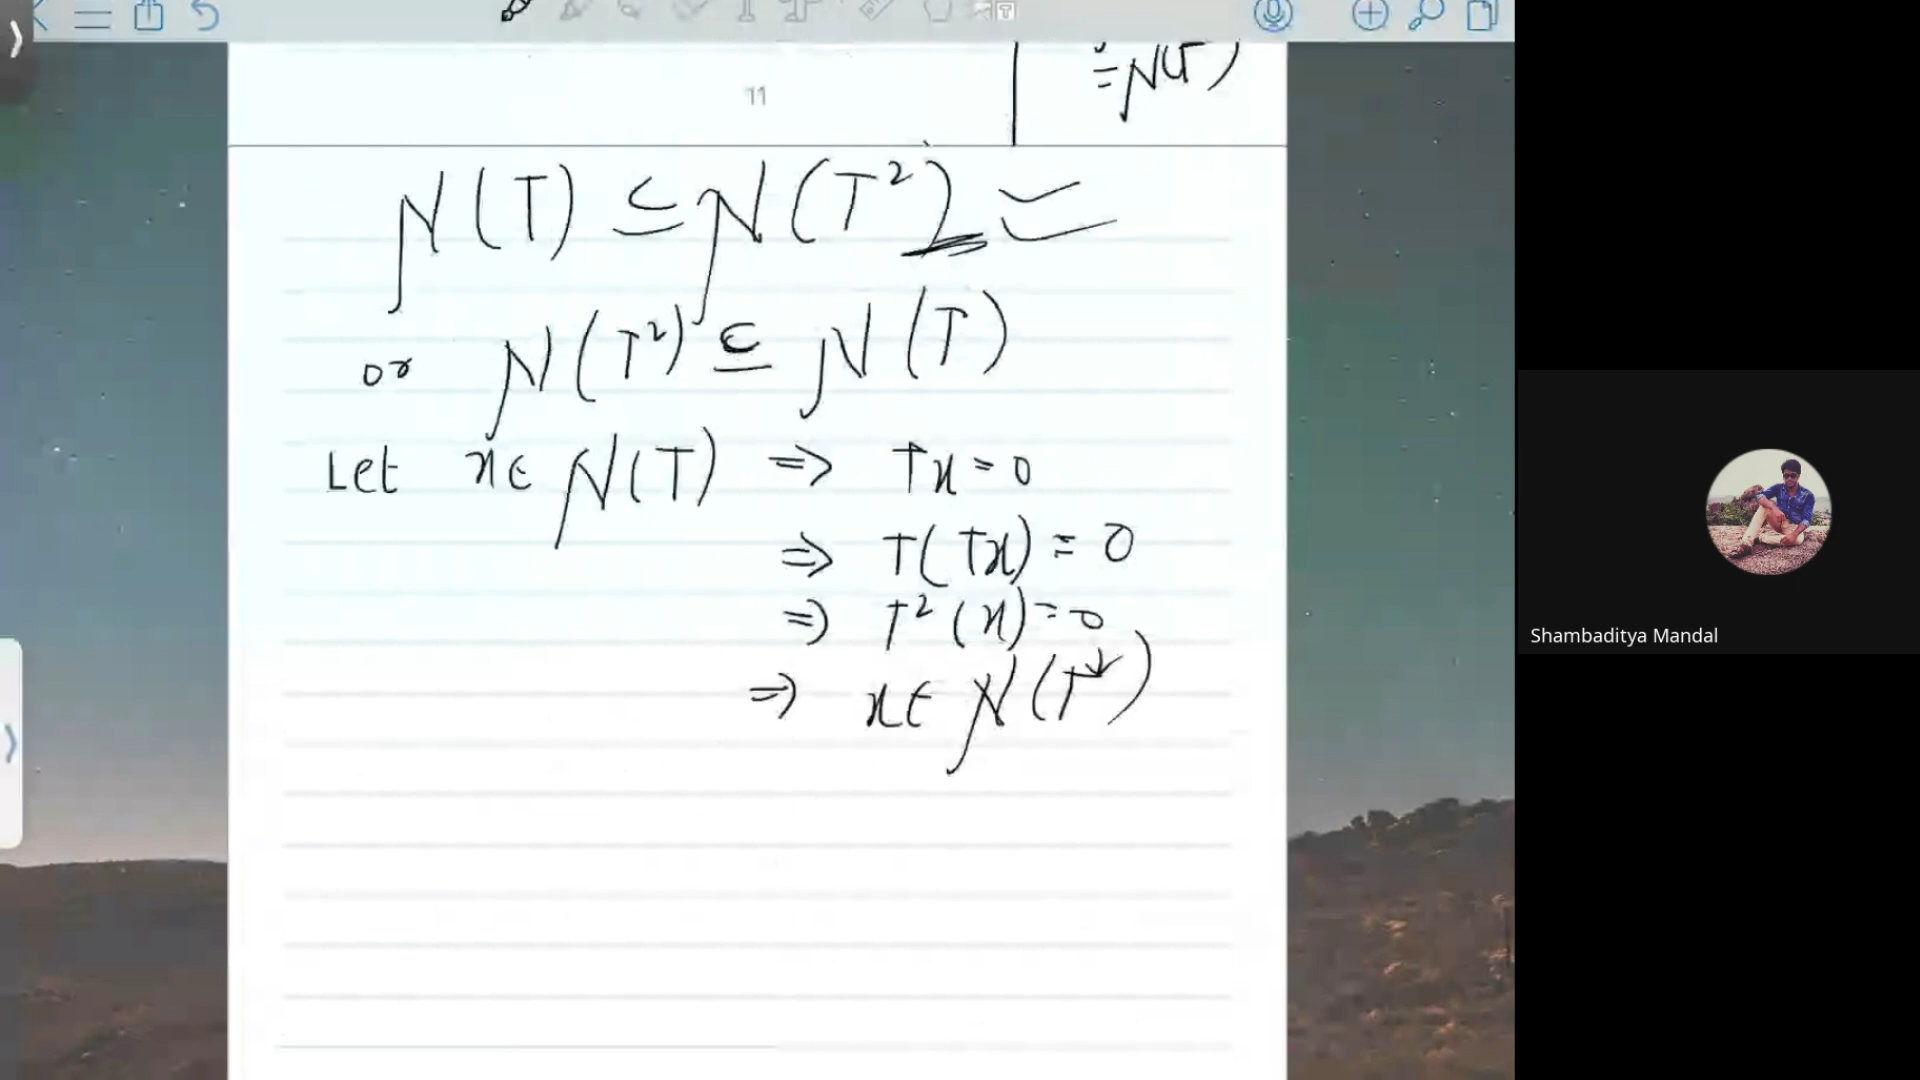 = N(T)
11
N(T) ⊆ N(T²) =
or N(T²) ⊆ N(T)
Let x ∈ N(T) ⇒ Tx = 0
⇒ T(Tx) = 0
⇒ T²(x) = 0
⇒ x ∈ N(T²)
Shambaditya Mandal